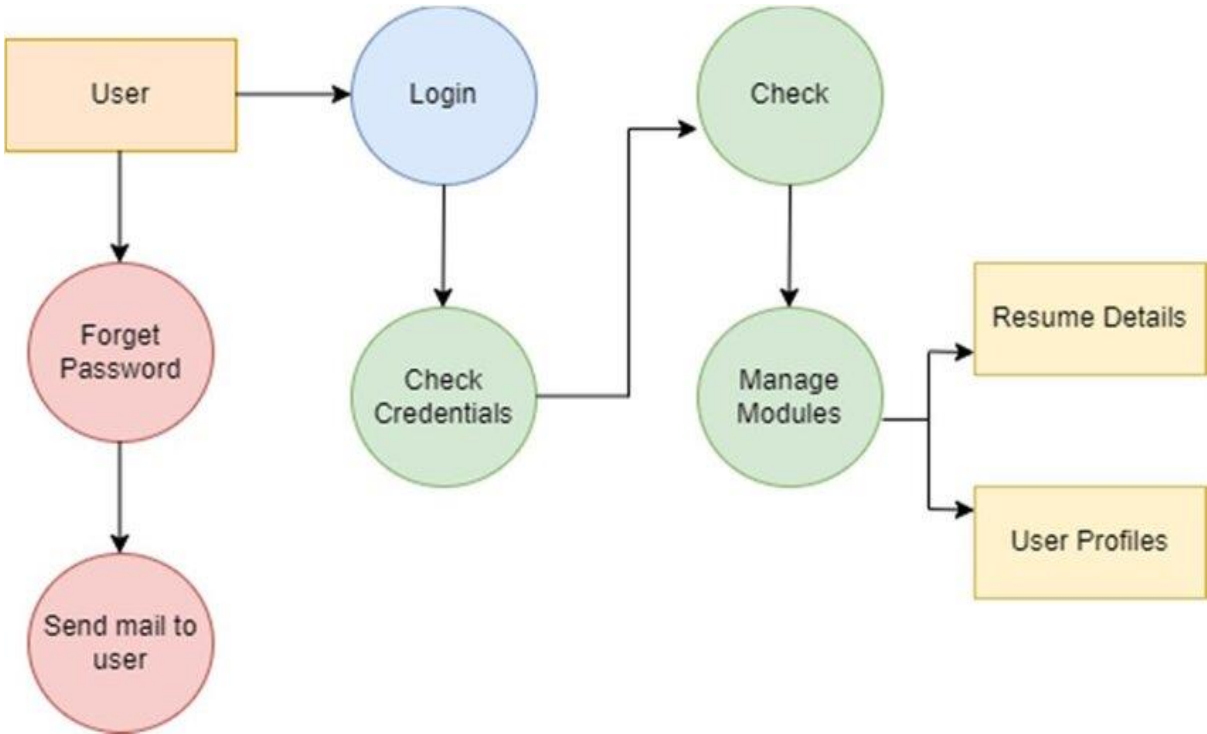 User
Login
Check
Forget
Password
Check
Credentials
Manage
Modules
Resume Details
User Profiles
Send mail to
user